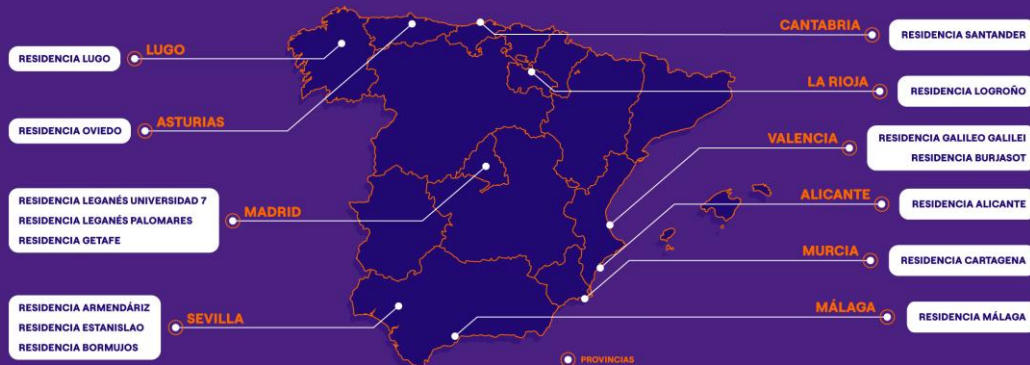 LUGO
RESIDENCIA LUGO
ASTURIAS
RESIDENCIA OVIEDO
MADRID
RESIDENCIA LEGANÉS UNIVERSIDAD 7
RESIDENCIA LEGANÉS PALOMARES
RESIDENCIA GETAFE
SEVILLA
RESIDENCIA ARMENDÁRIZ
RESIDENCIA ESTANISLAO
RESIDENCIA BORMUJOS
CANTABRIA
RESIDENCIA SANTANDER
LA RIOJA
RESIDENCIA LOGROÑO
VALENCIA
RESIDENCIA GALILEO GALILEI
RESIDENCIA BURJASOT
ALICANTE
RESIDENCIA ALICANTE
MURCIA
RESIDENCIA CARTAGENA
MÁLAGA
RESIDENCIA MÁLAGA
PROVINCIAS